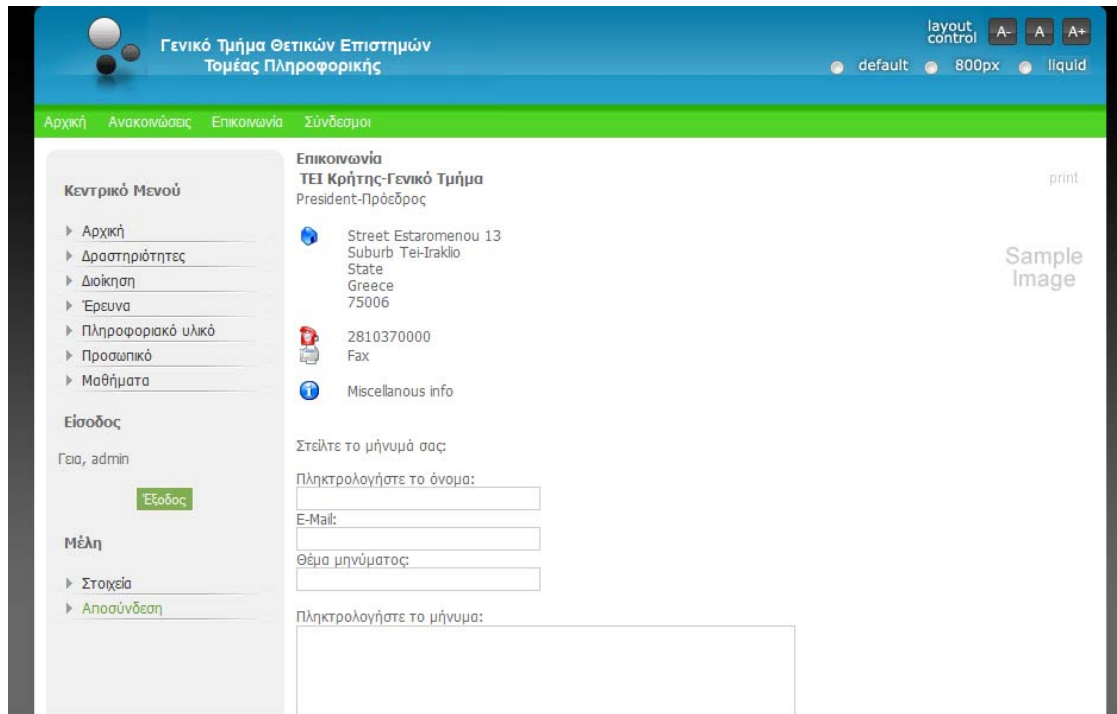 Γενικό Τμήμα Θετικών Επιστημών
Τομέας Πληροφορικής
layout control A- A A+
default 800px liquid
Αρχική Ανακοινώσεις Επικοινωνία Σύνδεσμοι
Κεντρικό Μενού
Αρχική
Δραστηριότητες
Διοίκηση
Έρευνα
Πληροφοριακό υλικό
Προσωπικό
Μαθήματα
Είσοδος
Γεια, admin
Έξοδος
Μέλη
Στοιχεία
Αποσύνδεση
Επικοινωνία
ΤΕΙ Κρήτης-Γενικό Τμήμα
President-Πρόεδρος
print
Street Estaromenou 13
Suburb Tei-Iraklio
State
Greece
75006
Sample
Image
2810370000
Fax
Miscellanous info
Στείλτε το μήνυμά σας:
Πληκτρολογήστε το όνομα:
E-Mail:
Θέμα μηνύματος:
Πληκτρολογήστε το μήνυμα: